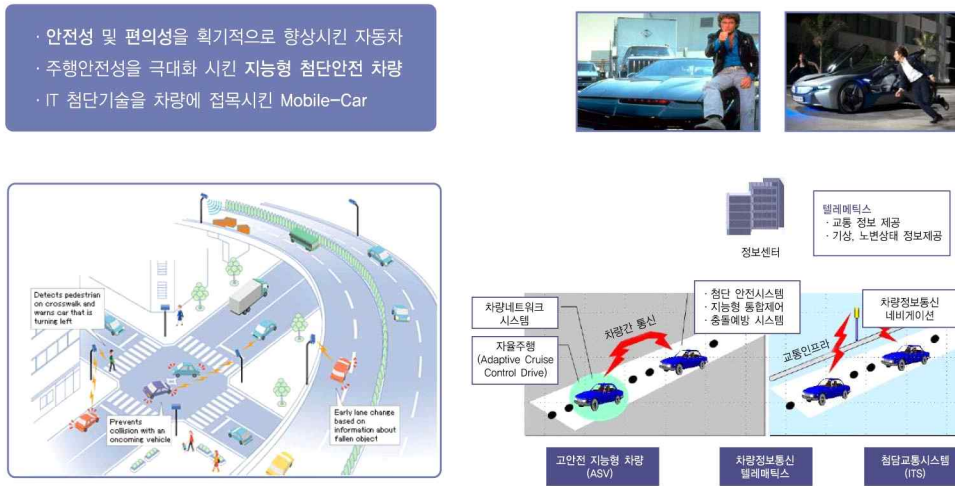 · 안전성 및 편의성을 획기적으로 향상시킨 자동차
· 주행안전성을 극대화 시킨 지능형 첨단안전 차량
· IT 첨단기술을 차량에 접목시킨 Mobile-Car
Detects pedestrian
on crosswalk and
warns car that is
turning left
Prevents
collision with an
oncoming vehicle
Early lane change
based on
information about
fallen object
정보센터
텔레메틱스
· 교통 정보 제공
· 기상, 노변상태 정보제공
차량네트워크
시스템
자율주행
(Adaptive Cruise
Control Drive)
차량간 통신
· 첨단 안전시스템
· 지능형 통합제어
· 충돌예방 시스템
교통인프라
차량정보통신
네비게이션
고안전 지능형 차량
(ASV)
차량정보통신
텔레매틱스
첨담교통시스템
(ITS)